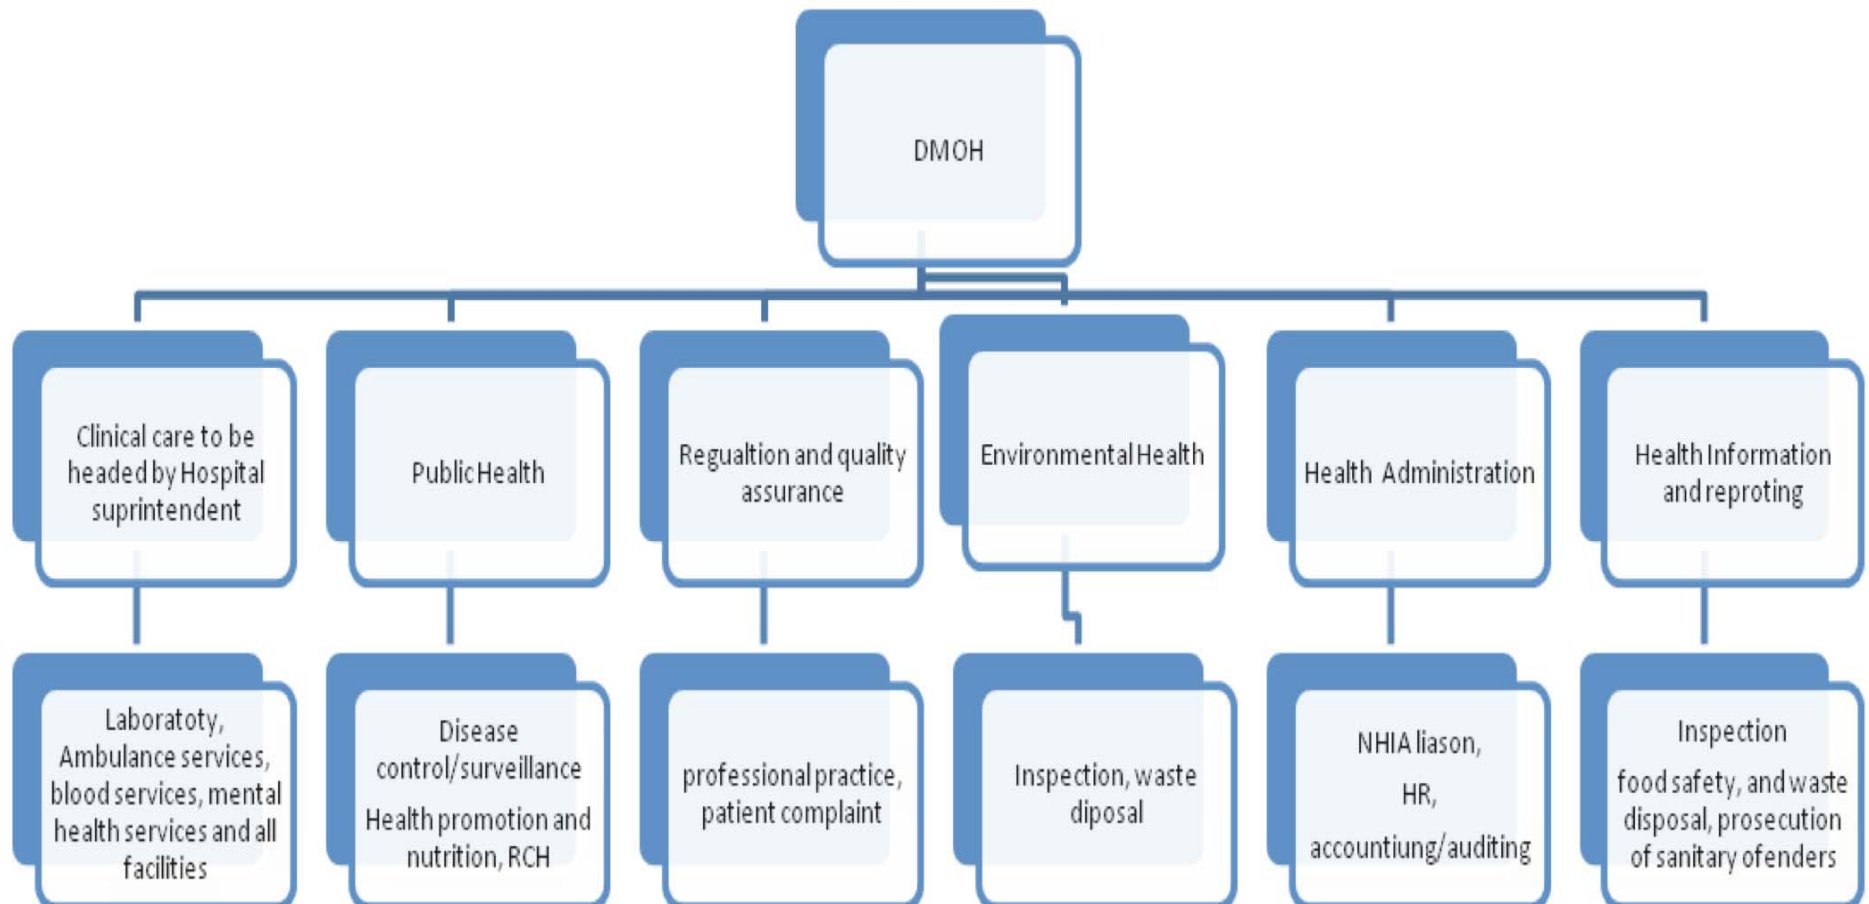 DMOH
Clinical care to be
headed by Hospital
suprintendent
Public Health
Regualtion and quality
assurance
Environmental Health
Health Administration
Health Information
and reproting
Laboratoty,
Ambulance services,
blood services, mental
health services and all
facilities
Disease
control/surveillance
Health promotion and
nutrition, RCH
professional practice,
patient complaint
Inspection, waste
diposal
NHIA liason,
HR,
accountiung/auditing
Inspection
food safety, and waste
disposal, prosecution
of sanitary ofenders